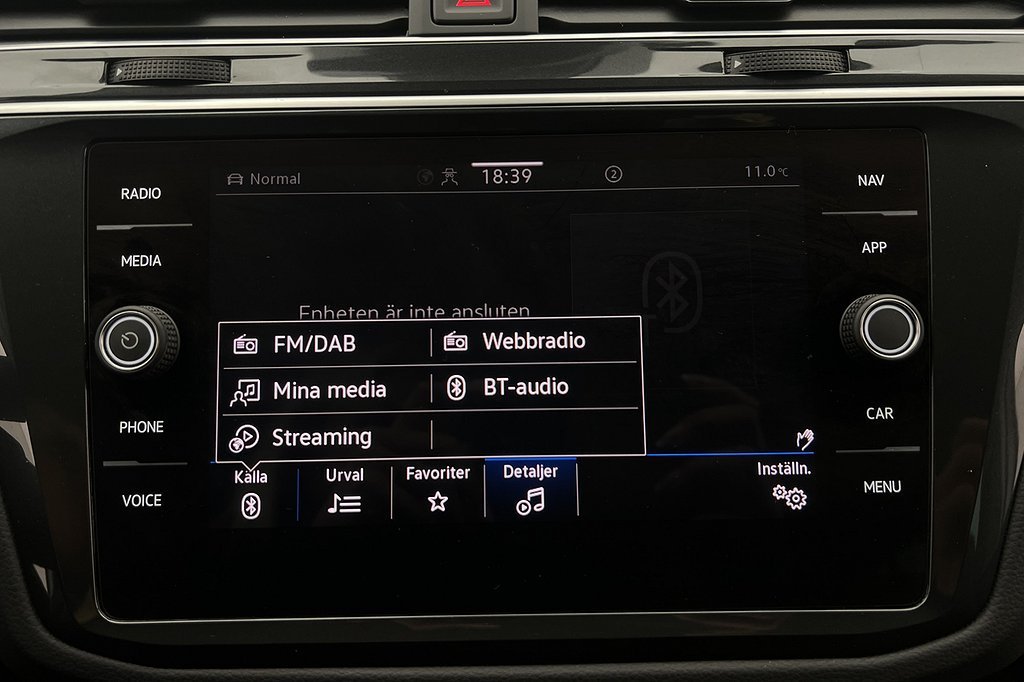 Normal
18:39
2
11.0 °C
RADIO
NAV
MEDIA
APP
Enheten är inte ansluten
FM/DAB
Webbradio
Mina media
BT-audio
Streaming
PHONE
CAR
Källa
Urval
Favoriter
Detaljer
Inställn.
VOICE
MENU